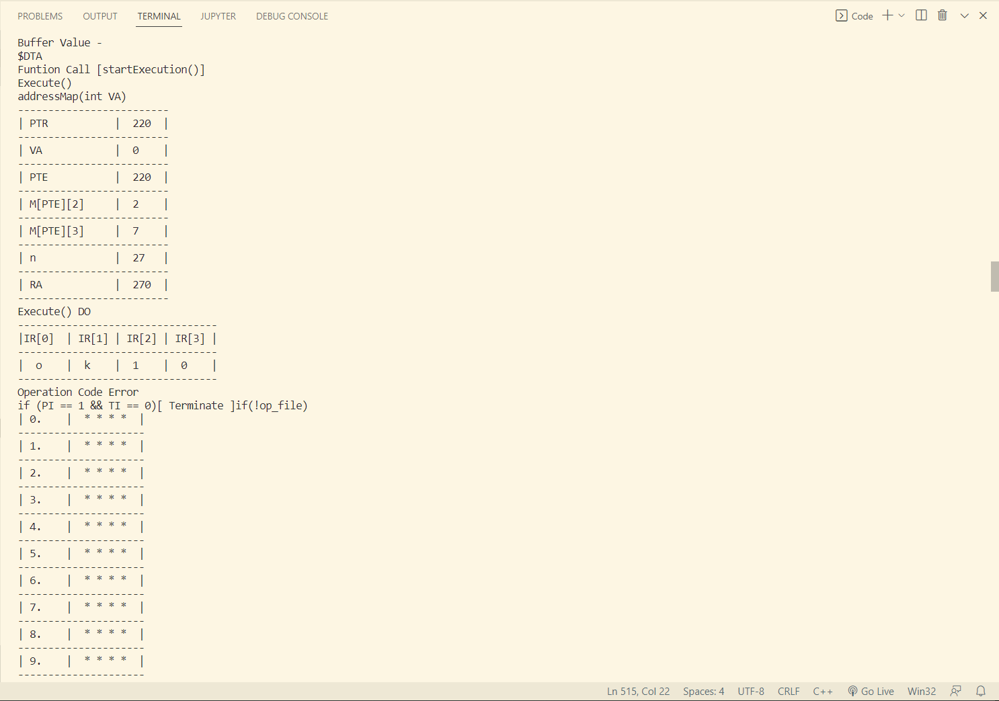 PROBLEMS OUTPUT TERMINAL JUPYTER DEBUG CONSOLE Code
Buffer Value -
$DTA
Funtion Call [startExecution()]
Execute()
addressMap(int VA)
-------------------------
| PTR | 220 |
-------------------------
| VA | 0 |
-------------------------
| PTE | 220 |
-------------------------
| M[PTE][2] | 2 |
-------------------------
| M[PTE][3] | 7 |
-------------------------
| n | 27 |
-------------------------
| RA | 270 |
-------------------------
Execute() DO
---------------------------------
|IR[0] | IR[1] | IR[2] | IR[3] |
---------------------------------
| o | k | 1 | 0 |
---------------------------------
Operation Code Error
if (PI == 1 && TI == 0)[ Terminate ]if(!op_file)
| 0. | * * * * |
---------------------
| 1. | * * * * |
---------------------
| 2. | * * * * |
---------------------
| 3. | * * * * |
---------------------
| 4. | * * * * |
---------------------
| 5. | * * * * |
---------------------
| 6. | * * * * |
---------------------
| 7. | * * * * |
---------------------
| 8. | * * * * |
---------------------
| 9. | * * * * |
---------------------
Ln 515, Col 22 Spaces: 4 UTF-8 CRLF C++ Go Live Win32